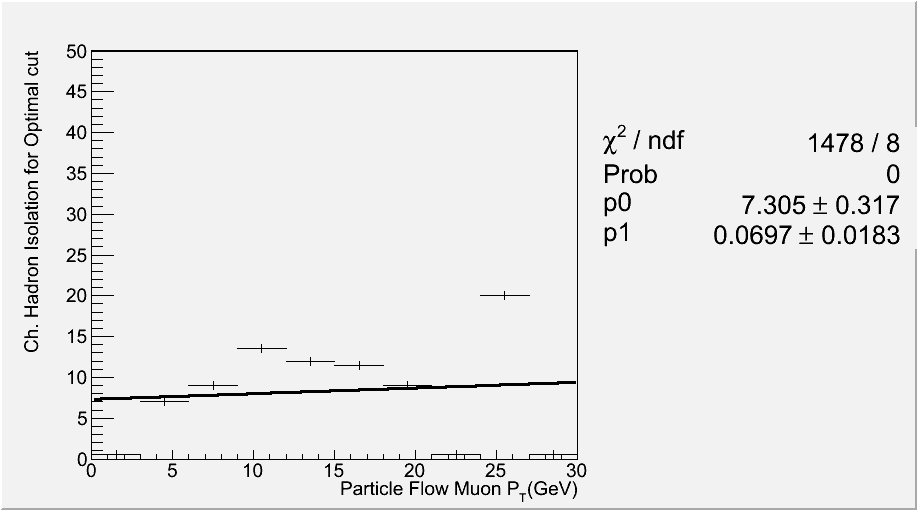 Ch. Hadron Isolation for Optimal cut
50
45
40
35
30
25
20
15
10
5
0
0 5 10 15 20 25 30
Particle Flow Muon P_T(GeV)
χ² / ndf 1478 / 8
Prob 0
p0 7.305 ± 0.317
p1 0.0697 ± 0.0183